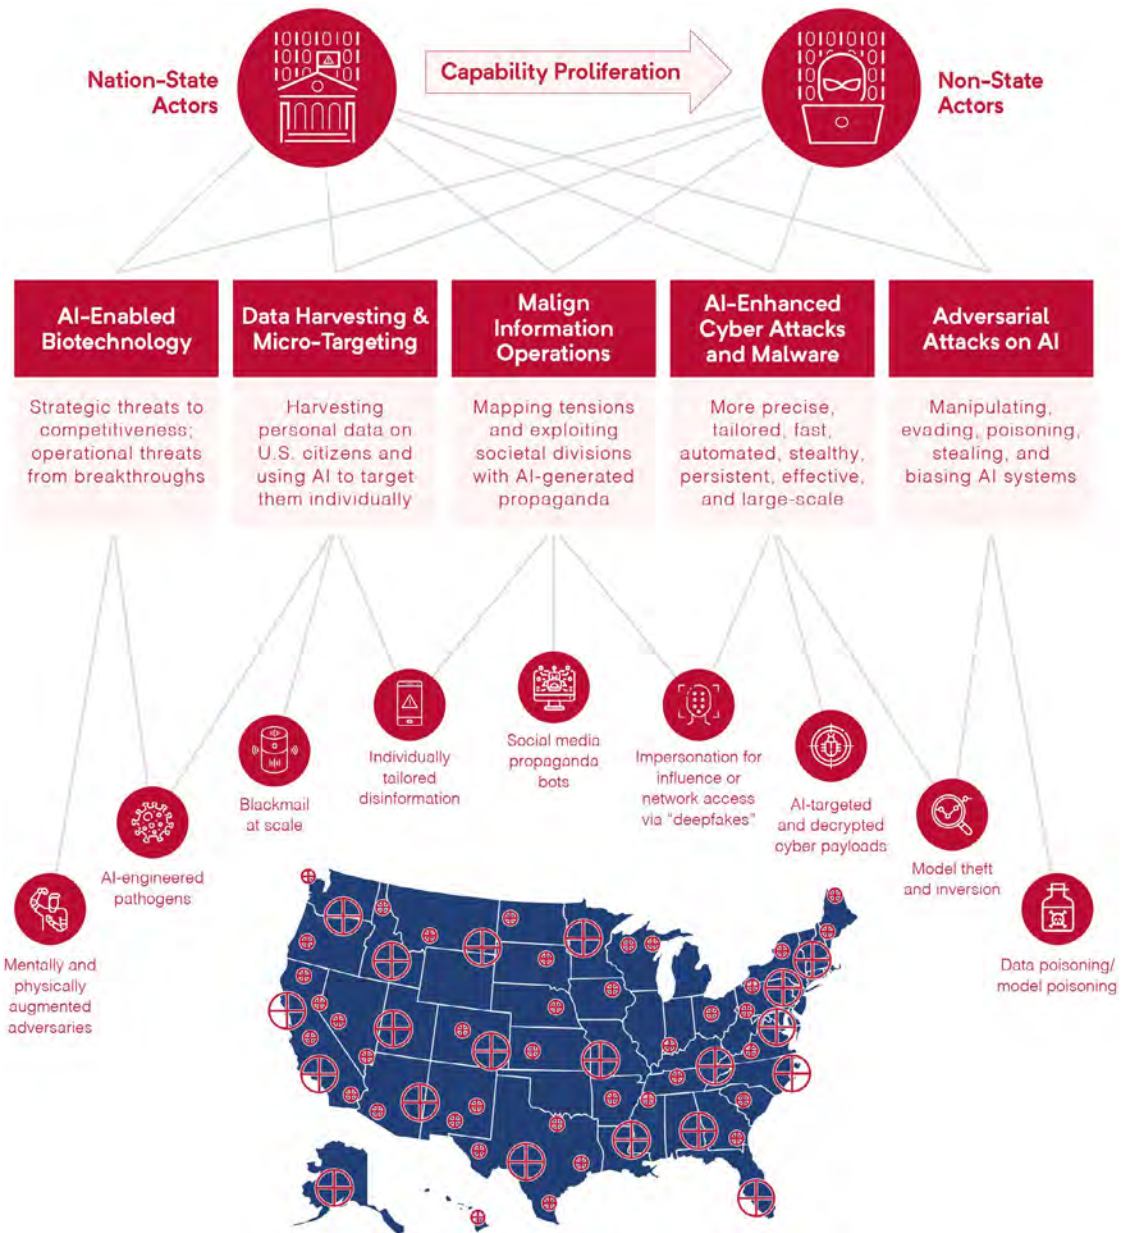 Nation-State
Actors
Capability Proliferation
Non-State
Actors
AI-Enabled
Biotechnology
Strategic threats to
competitiveness;
operational threats
from breakthroughs
Data Harvesting &
Micro-Targeting
Harvesting
personal data on
U.S. citizens and
using AI to target
them individually
Malign
Information
Operations
Mapping tensions
and exploiting
societal divisions
with AI-generated
propaganda
AI-Enhanced
Cyber Attacks
and Malware
More precise,
tailored, fast,
automated, stealthy,
persistent, effective,
and large-scale
Adversarial
Attacks on AI
Manipulating,
evading, poisoning,
stealing, and
biasing AI systems
Mentally and
physically
augmented
adversaries
AI-engineered
pathogens
Blackmail
at scale
Individually
tailored
disinformation
Social media
propaganda
bots
Impersonation for
influence or
network access
via “deepfakes”
AI-targeted
and decrypted
cyber payloads
Model theft
and inversion
Data poisoning/
model poisoning